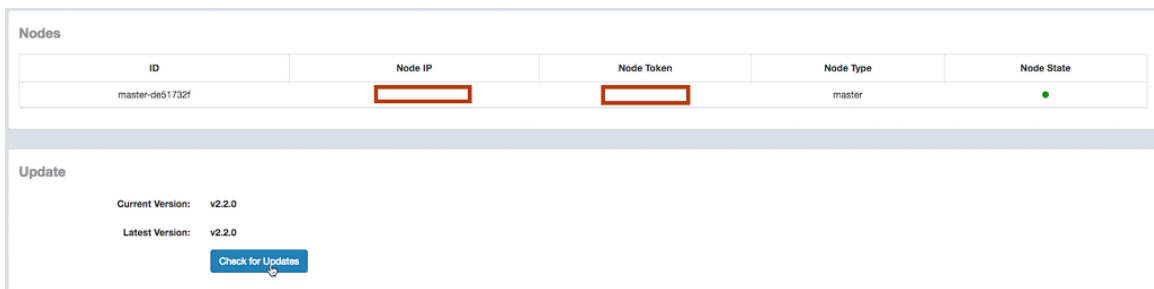 Nodes
ID Node IP Node Token Node Type Node State
master-de51732f master
Update
Current Version: v2.2.0
Latest Version: v2.2.0
Check for Updates